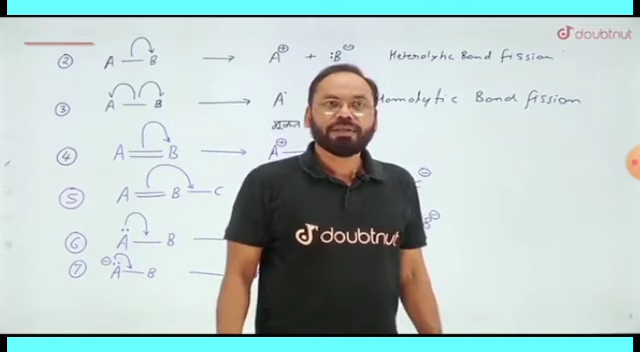 doubtnut
② A — B → A⊕ + :B⊖ Heterolytic Bond fission
③ A — B → A· Homolytic Bond fission
④ A = B → A⊕ —
⑤ A = B — C ⊖
⑥ Ä — B ⊖
⑦ ⊖ Ä — B
doubtnut